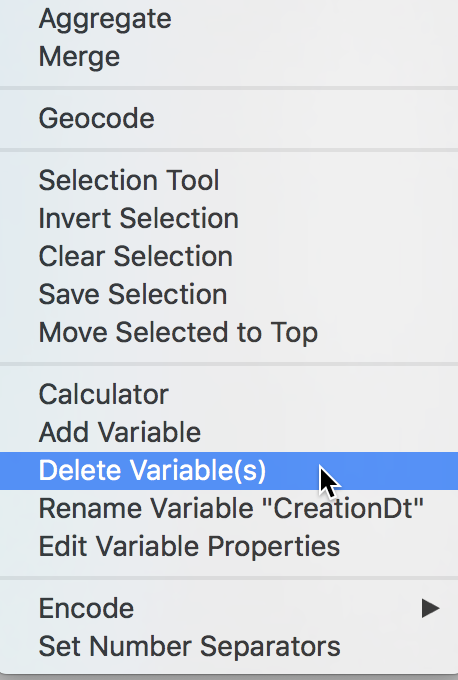 Aggregate
Merge
Geocode
Selection Tool
Invert Selection
Clear Selection
Save Selection
Move Selected to Top
Calculator
Add Variable
Delete Variable(s)
Rename Variable "CreationDt"
Edit Variable Properties
Encode
Set Number Separators